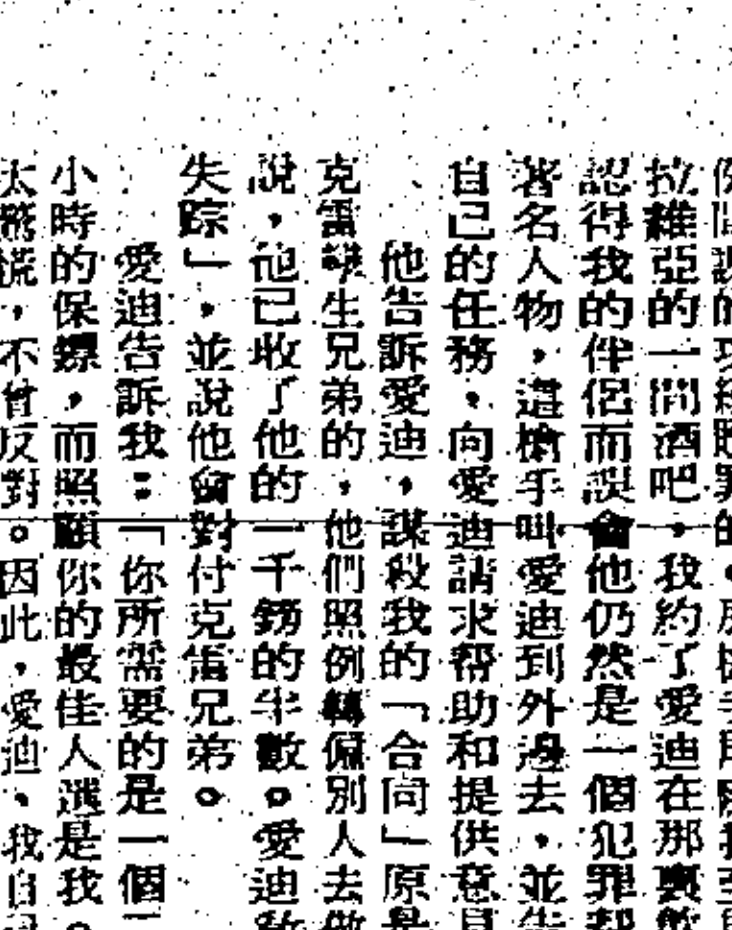 拉維亞的一間酒吧，我約了愛迪在那裏
認得我的伴侶而誤會他仍然是一個犯罪
著名人物，這槍手叫愛迪到外邊去，並告
自己的任務，向愛迪請求帮助和提供意見
他告訴愛迪，謀殺我的「合同」原是
克雷孿生兄弟的，他們照例轉僱別人去做
說，他已收了他的一千鎊的半數。愛迪
失踪」，並說他會對付克雷兄弟。
愛迪告訴我：「你所需要的是一個
小時的保鏢，而照顧你的最佳人選是我。
太驚慌，不曾反對。因此，愛迪、我自